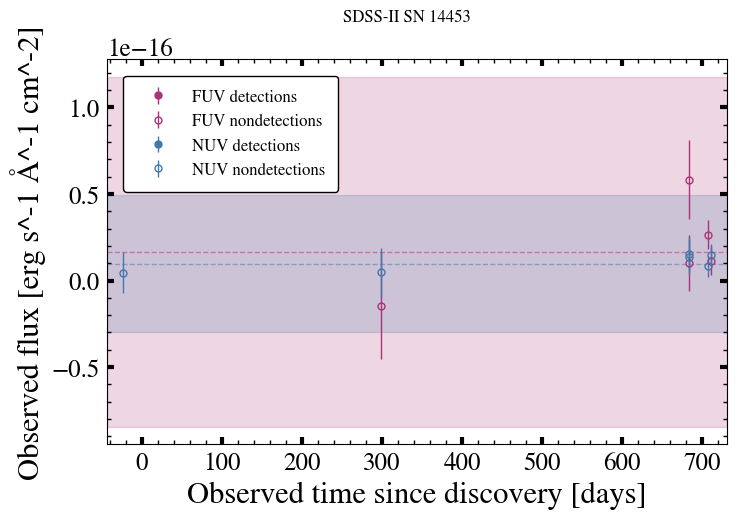 SDSS-II SN 14453
1e−16
FUV detections
FUV nondetections
NUV detections
NUV nondetections
1.0
0.5
0.0
−0.5
0 100 200 300 400 500 600 700
Observed time since discovery [days]
Observed flux [erg s^-1 Å^-1 cm^-2]